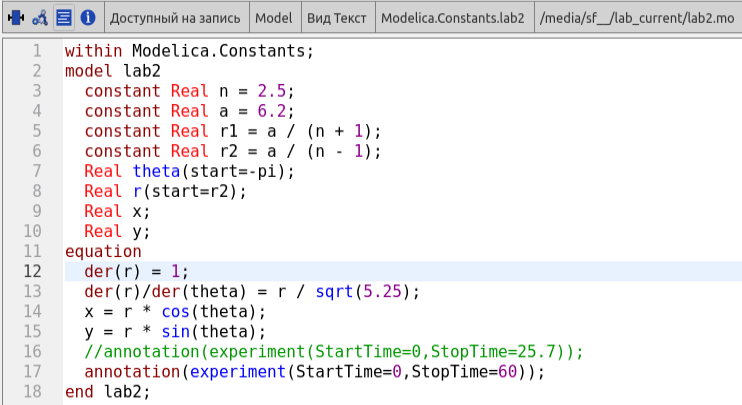 Доступный на запись Model Вид Текст Modelica.Constants.lab2 /media/sf__/lab_current/lab2.mo
1 within Modelica.Constants;
2 model lab2
3   constant Real n = 2.5;
4   constant Real a = 6.2;
5   constant Real r1 = a / (n + 1);
6   constant Real r2 = a / (n - 1);
7   Real theta(start=-pi);
8   Real r(start=r2);
9   Real x;
10   Real y;
11 equation
12   der(r) = 1;
13   der(r)/der(theta) = r / sqrt(5.25);
14   x = r * cos(theta);
15   y = r * sin(theta);
16   //annotation(experiment(StartTime=0,StopTime=25.7));
17   annotation(experiment(StartTime=0,StopTime=60));
18 end lab2;